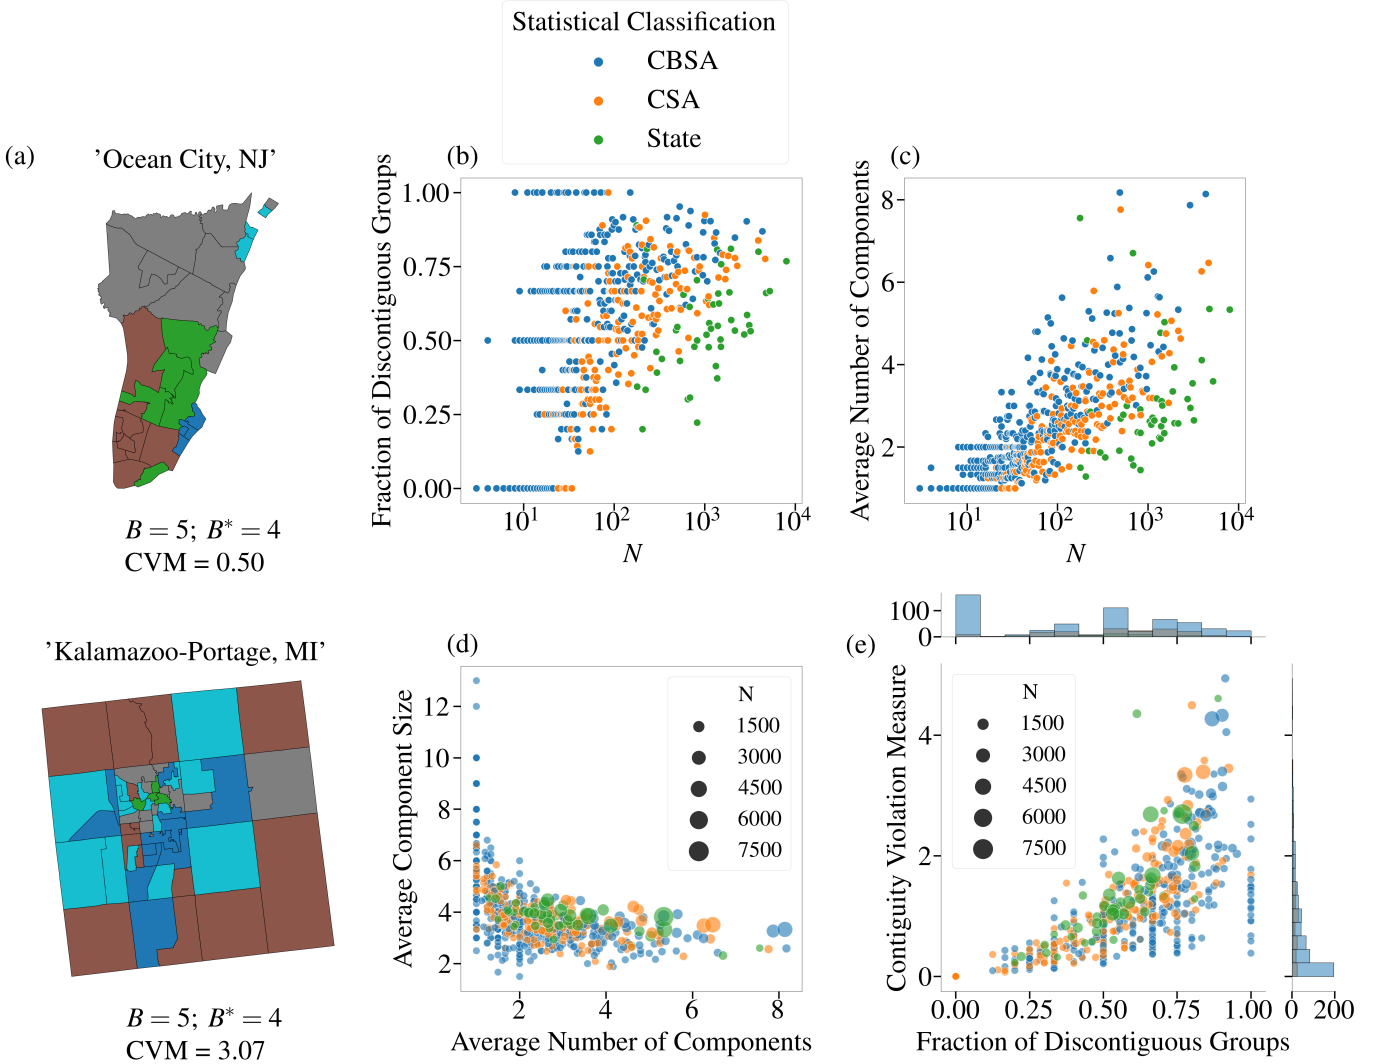 Statistical Classification
CBSA
CSA
State
(a)
’Ocean City, NJ’
B = 5; B* = 4
CVM = 0.50
’Kalamazoo-Portage, MI’
B = 5; B* = 4
CVM = 3.07
(b)
Fraction of Discontiguous Groups
1.00
0.75
0.50
0.25
0.00
10¹ 10² 10³ 10⁴
N
(c)
Average Number of Components
8
6
4
2
10¹ 10² 10³ 10⁴
N
(d)
Average Component Size
12
10
8
6
4
2
N
1500
3000
4500
6000
7500
2 4 6 8
Average Number of Components
(e)
100
0
Contiguity Violation Measure
4
2
0
N
1500
3000
4500
6000
7500
0.00 0.25 0.50 0.75 1.00
Fraction of Discontiguous Groups
0 200